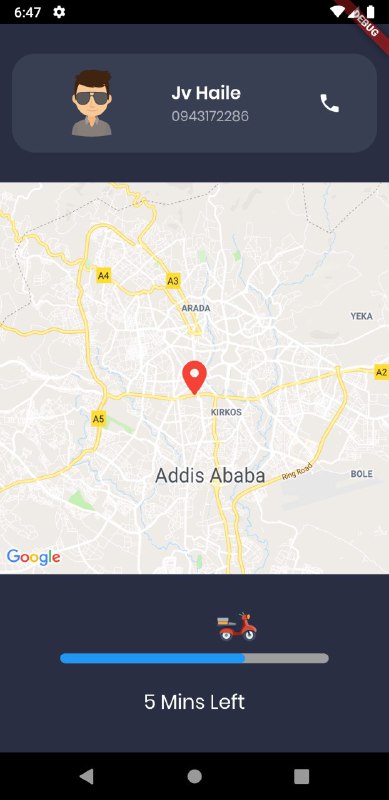 6:47
DEBUG
Jv Haile
0943172286
A4
A3
ARADA
YEKA
A2
A5
KIRKOS
Addis Ababa
Ring Road
BOLE
Google
5 Mins Left